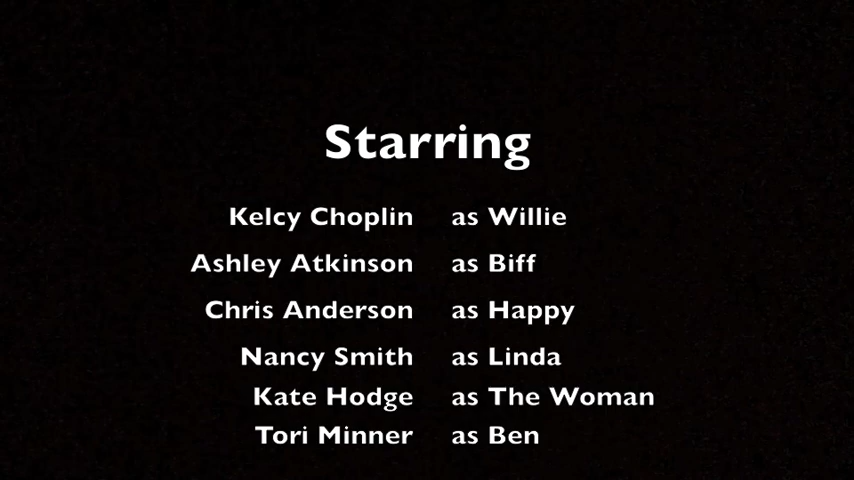 Starring
Kelcy Choplin as Willie
Ashley Atkinson as Biff
Chris Anderson as Happy
Nancy Smith as Linda
Kate Hodge as The Woman
Tori Minner as Ben